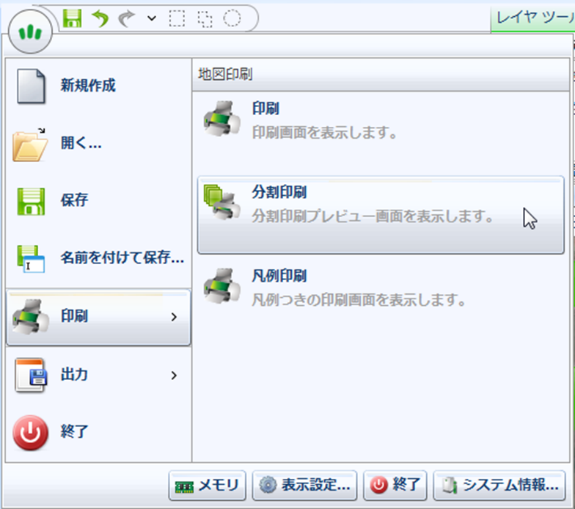 レイヤ ツール
新規作成
開く...
保存
名前を付けて保存...
印刷
出力
終了
地図印刷
印刷
印刷画面を表示します。
分割印刷
分割印刷プレビュー画面を表示します。
凡例印刷
凡例つきの印刷画面を表示します。
メモリ
表示設定...
終了
システム情報...